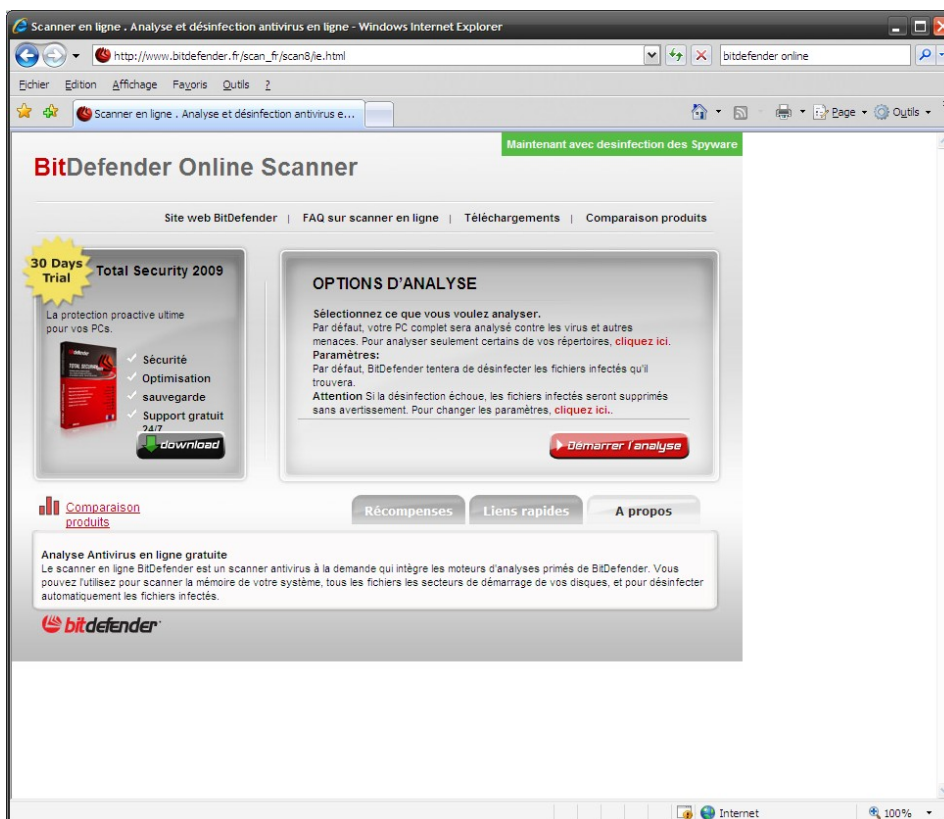 Scanner en ligne . Analyse et désinfection antivirus en ligne - Windows Internet Explorer
http://www.bitdefender.fr/scan_fr/scan8/ie.html
bitdefender online
Fichier Edition Affichage Favoris Outils ?
Scanner en ligne . Analyse et désinfection antivirus e...
Page Outils
Maintenant avec desinfection des Spyware
BitDefender Online Scanner
Site web BitDefender | FAQ sur scanner en ligne | Téléchargements | Comparaison produits
30 Days
Trial
Total Security 2009
La protection proactive ultime
pour vos PCs.
Sécurité
Optimisation
sauvegarde
Support gratuit
24/7
download
OPTIONS D'ANALYSE
Sélectionnez ce que vous voulez analyser.
Par défaut, votre PC complet sera analysé contre les virus et autres
menaces. Pour analyser seulement certains de vos répertoires, cliquez ici.
Paramètres:
Par défaut, BitDefender tentera de désinfecter les fichiers infectés qu'il
trouvera.
Attention Si la désinfection échoue, les fichiers infectés seront supprimés
sans avertissement. Pour changer les paramètres, cliquez ici..
Démarrer l'analyse
Comparaison
produits
Récompenses
Liens rapides
A propos
Analyse Antivirus en ligne gratuite
Le scanner en ligne BitDefender est un scanner antivirus à la demande qui intègre les moteurs d'analyses primés de BitDefender. Vous
pouvez l'utilisez pour scanner la mémoire de votre système, tous les fichiers les secteurs de démarrage de vos disques, et pour désinfecter
automatiquement les fichiers infectés.
bitdefender
Internet
100%